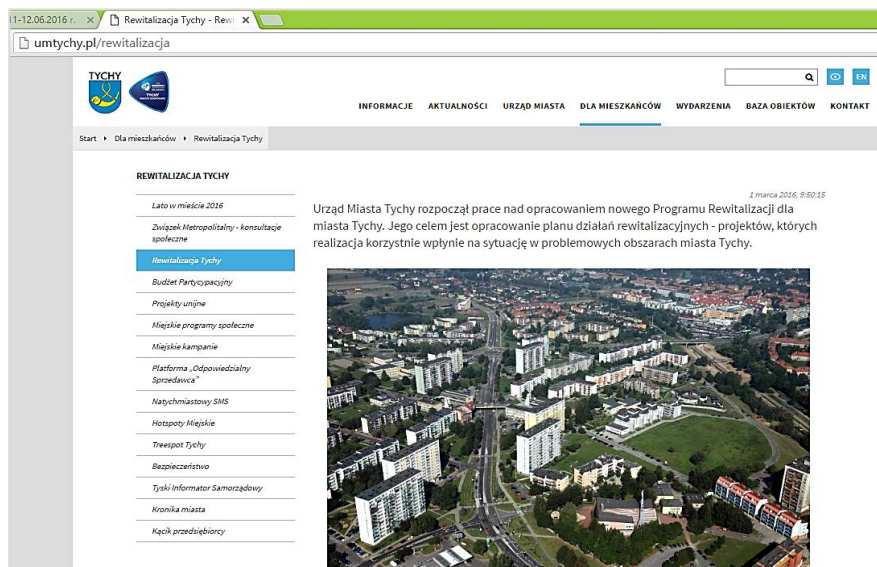 11-12.06.2016 r.
Rewitalizacja Tychy - Rewi
umtychy.pl/rewitalizacja
TYCHY
TYCHY
EN
INFORMACJE AKTUALNOŚCI URZĄD MIASTA DLA MIESZKAŃCÓW WYDARZENIA BAZA OBIEKTÓW KONTAKT
Start Dla mieszkańców Rewitalizacja Tychy
REWITALIZACJA TYCHY
Lato w mieście 2016
Związek Metropolitalny - konsultacje
społeczne
Rewitalizacja Tychy
Budżet Partycypacyjny
Projekty unijne
Miejskie programy społeczne
Miejskie kampanie
Platforma „Odpowiedzialny
Sprzedawca"
Natychmiastowy SMS
Hotspoty Miejskie
Treespot Tychy
Bezpieczeństwo
Tyski Informator Samorządowy
Kronika miasta
Kącik przedsiębiorcy
1 marca 2016, 9:50:15
Urząd Miasta Tychy rozpoczął prace nad opracowaniem nowego Programu Rewitalizacji dla
miasta Tychy. Jego celem jest opracowanie planu działań rewitalizacyjnych - projektów, których
realizacja korzystnie wpłynie na sytuację w problemowych obszarach miasta Tychy.